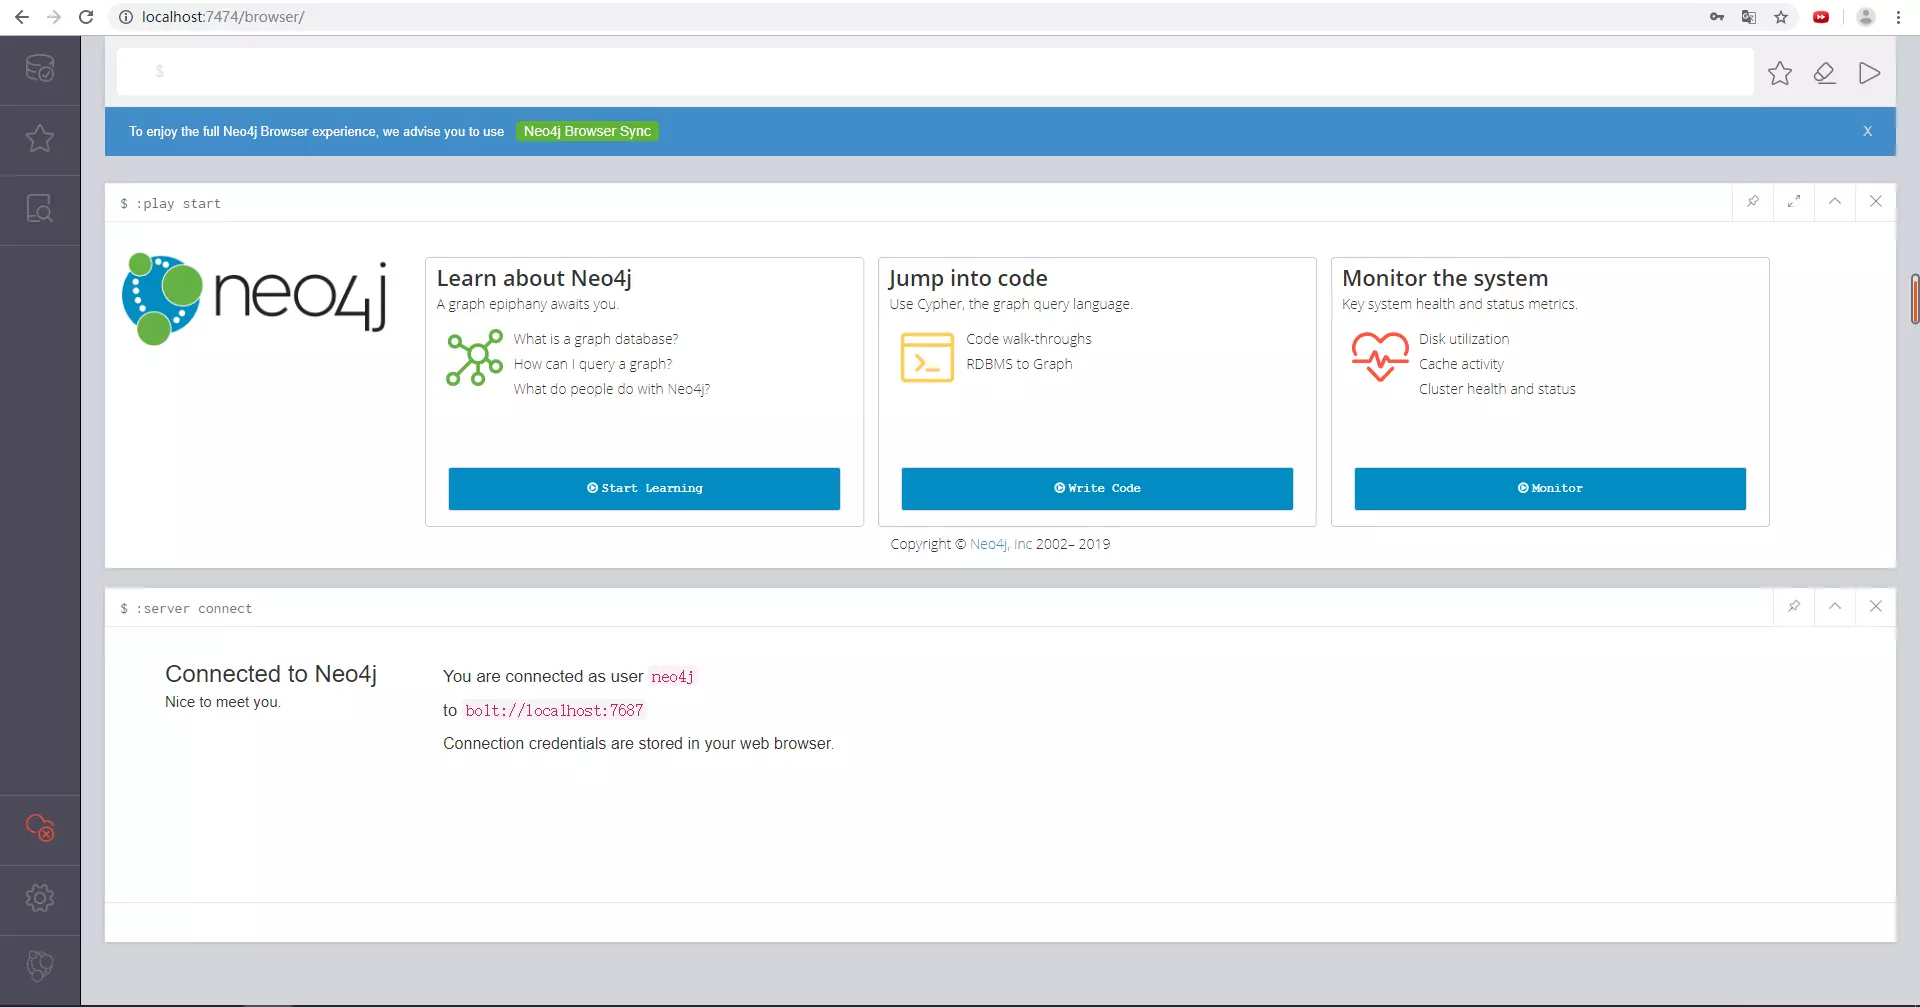 localhost:7474/browser/
$
To enjoy the full Neo4j Browser experience, we advise you to use Neo4j Browser Sync X
$ :play start
neo4j
Learn about Neo4j
A graph epiphany awaits you.
What is a graph database?
How can I query a graph?
What do people do with Neo4j?
Start Learning
Jump into code
Use Cypher, the graph query language.
Code walk-throughs
RDBMS to Graph
Write Code
Monitor the system
Key system health and status metrics.
Disk utilization
Cache activity
Cluster health and status
Monitor
Copyright © Neo4j, Inc 2002– 2019
$ :server connect
Connected to Neo4j
Nice to meet you.
You are connected as user neo4j
to bolt://localhost:7687
Connection credentials are stored in your web browser.